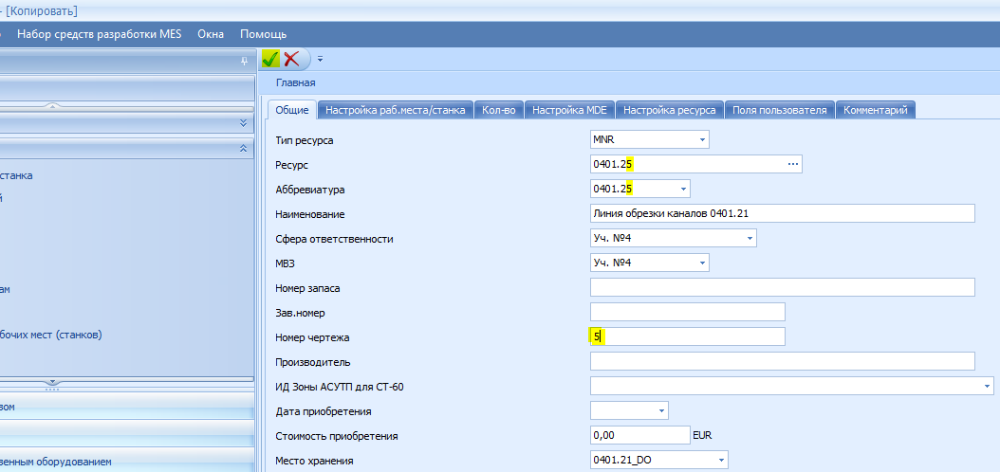 - [Копировать]
Набор средств разработки MES Окна Помощь
Главная
Общие Настройка раб.места/станка Кол-во Настройка MDE Настройка ресурса Поля пользователя Комментарий
Тип ресурса MNR
Ресурс 0401.25 ...
станка
Аббревиатура 0401.25
й
Наименование Линия обрезки каналов 0401.21
Сфера ответственности Уч. №4
МВЗ Уч. №4
ам
Номер запаса
Зав.номер
бочих мест (станков)
Номер чертежа 5
Производитель
ИД Зоны АСУТП для СТ-60
вом
Дата приобретения
Стоимость приобретения 0,00 EUR
венным оборудованием
Место хранения 0401.21_DO